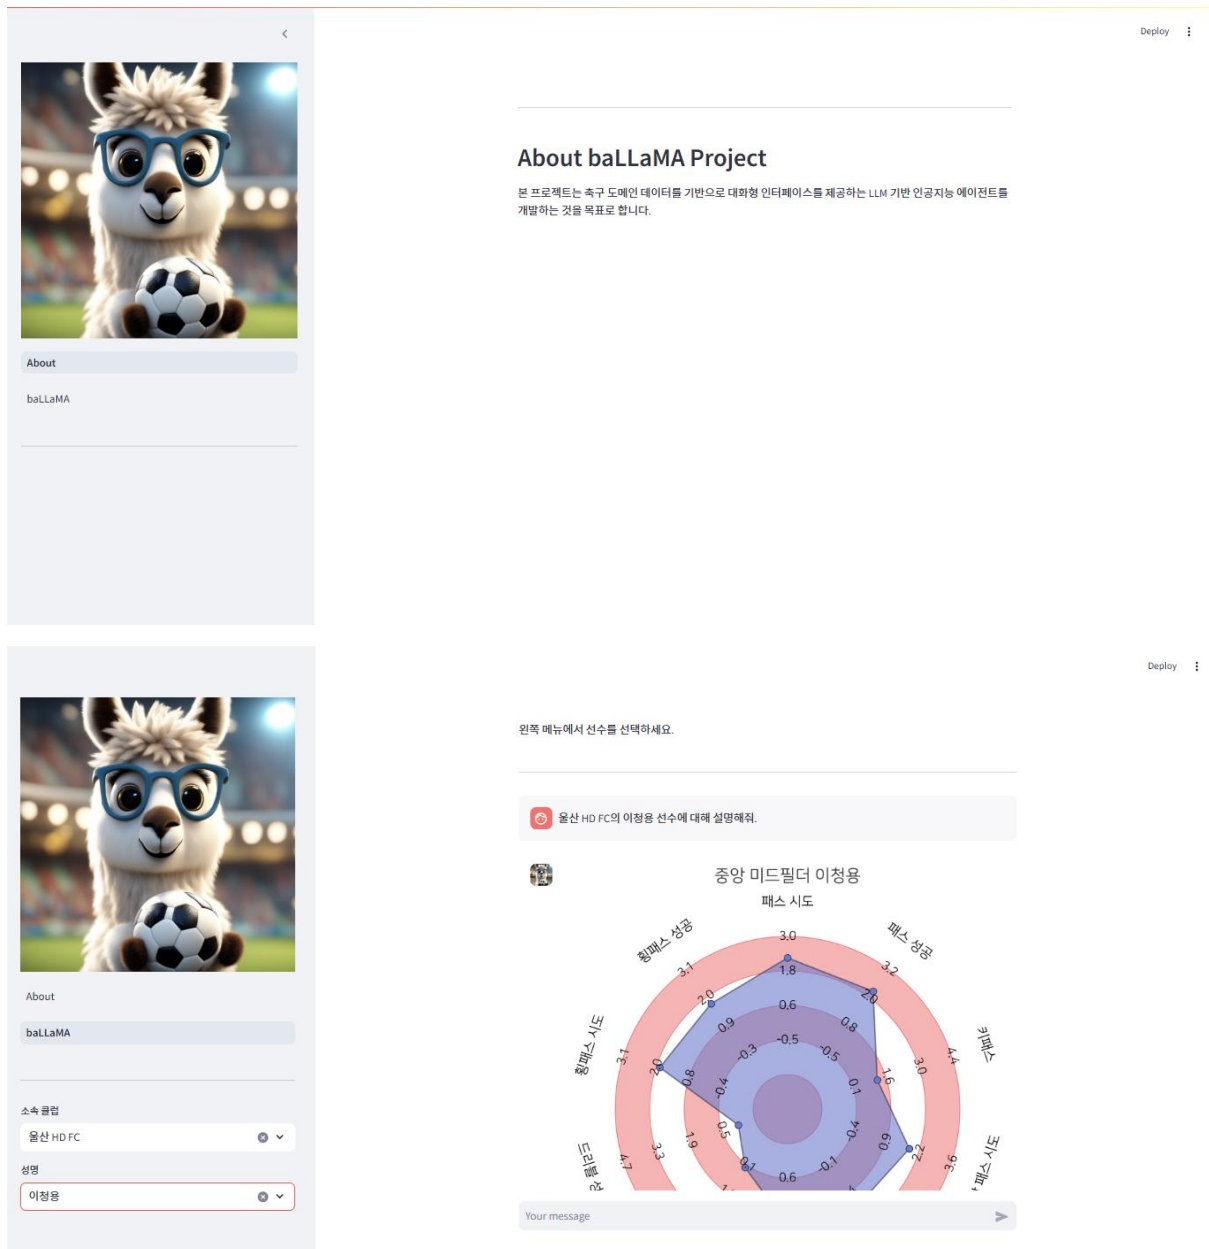 Deploy
About baLLaMA Project
본 프로젝트는 축구 도메인 데이터를 기반으로 대화형 인터페이스를 제공하는 LLM 기반 인공지능 에이전트를
개발하는 것을 목표로 합니다.
About
baLLaMA
Deploy
왼쪽 메뉴에서 선수를 선택하세요.
울산 HD FC의 이청용 선수에 대해 설명해줘.
중앙 미드필더 이청용
패스 시도
횡패스 성공
패스 성공
3.0
3.1
3.2
1.8
2.0
2.0
횡패스 시도
키패스
0.6
0.9
0.8
3.1
4.4
-0.5
-0.3
-0.5
2.0
3.0
0.8
1.6
-0.4
0.1
0.5
-0.4
1.9
0.9
3.3
2.2
4.7
3.6
0.1
-0.1
0.6
드리블
패스 시도
About
baLLaMA
소속 클럽
울산 HD FC
성명
이청용
Your message